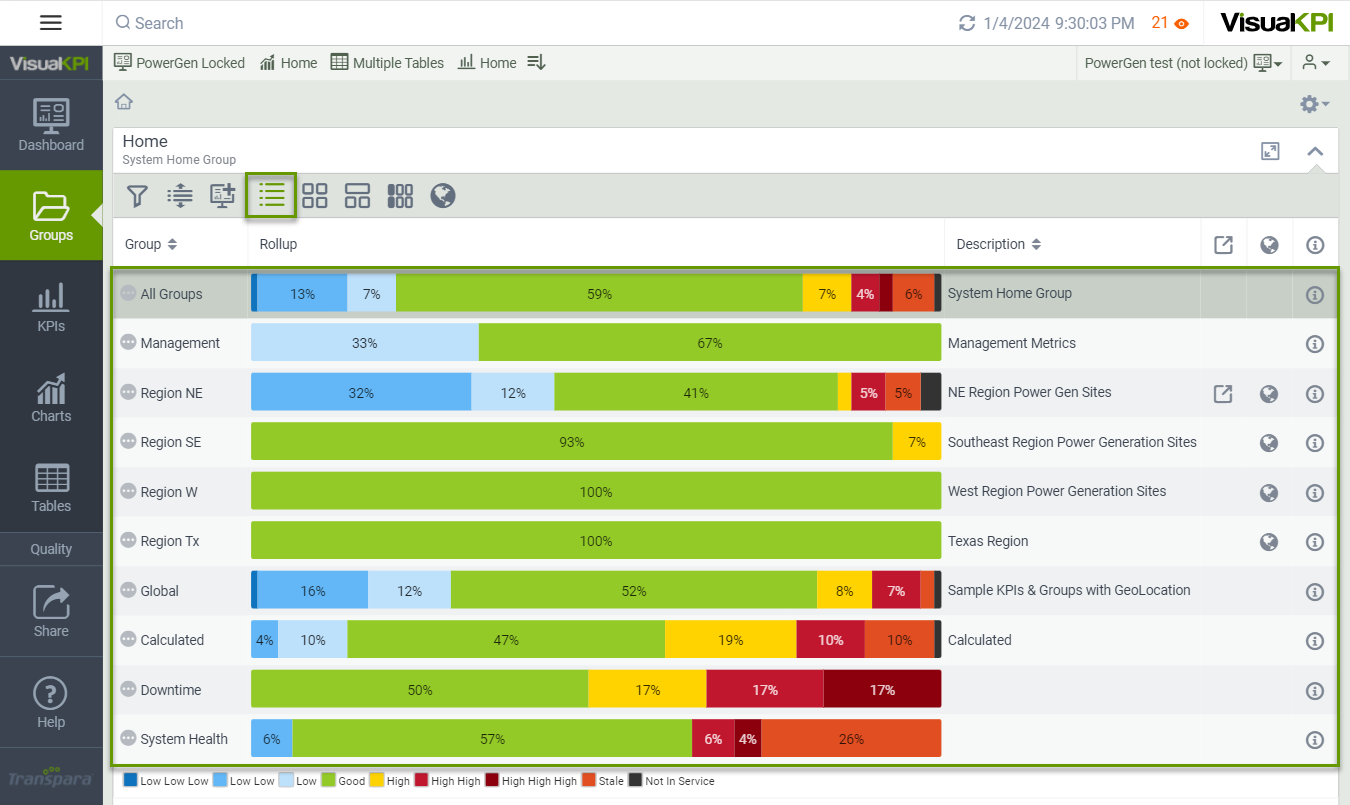 Search
1/4/2024 9:30:03 PM
21
VisualKPI
VisualKPI
PowerGen Locked
Home
Multiple Tables
Home
PowerGen test (not locked)
Dashboard
Groups
KPIs
Charts
Tables
Quality
Share
Help
Transpara
Home
System Home Group
Group
Rollup
Description
All Groups 13% 7% 59% 7% 4% 6% System Home Group
Management 33% 67% Management Metrics
Region NE 32% 12% 41% 5% 5% NE Region Power Gen Sites
Region SE 93% 7% Southeast Region Power Generation Sites
Region W 100% West Region Power Generation Sites
Region Tx 100% Texas Region
Global 16% 12% 52% 8% 7% Sample KPIs & Groups with GeoLocation
Calculated 4% 10% 47% 19% 10% 10% Calculated
Downtime 50% 17% 17% 17%
System Health 6% 57% 6% 4% 26%
Low Low Low Low Low Low Good High High High High High High Stale Not In Service